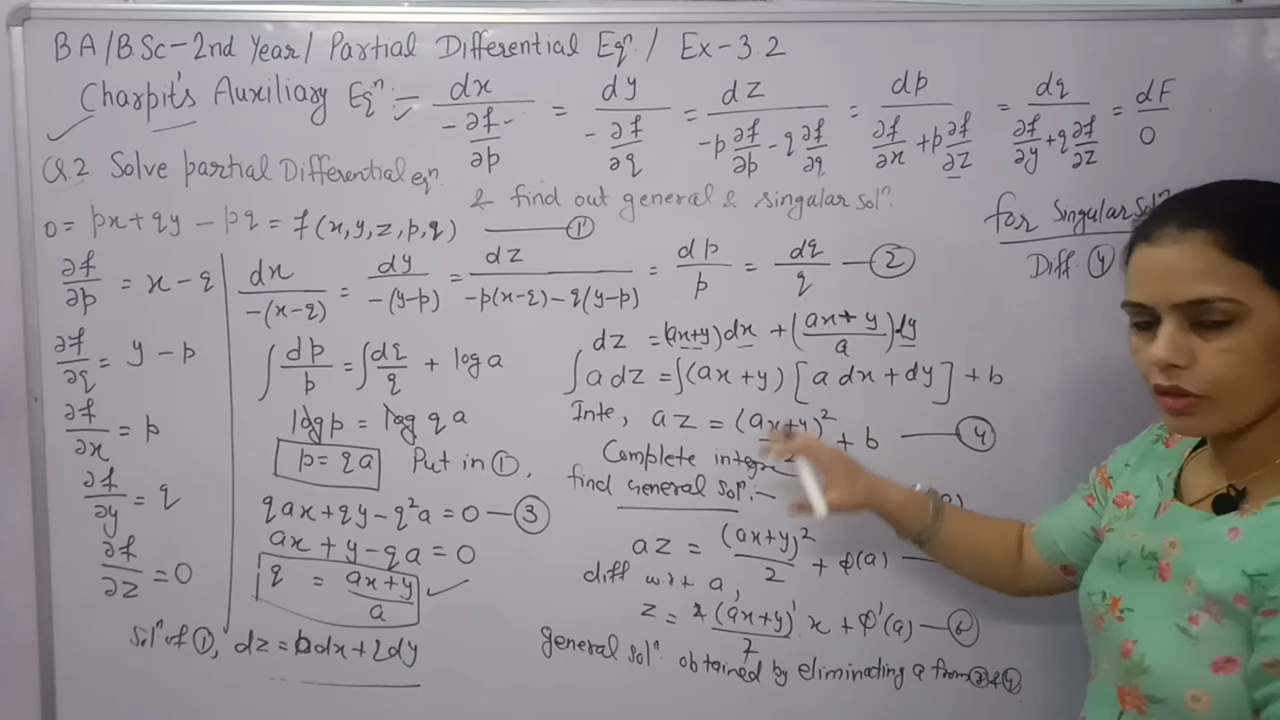 BA/B.Sc-2nd Year/ Partial Differential Eqⁿ./ Ex-3.2
Charpit's Auxiliary Eqⁿ :- dx/(-∂f/∂p) = dy/(-∂f/∂q) = dz/(-p ∂f/∂p - q ∂f/∂q) = dp/(∂f/∂x + p ∂f/∂z) = dq/(∂f/∂y + q ∂f/∂z) = dF/0
Q.2 Solve partial Differential eqⁿ.
& find out general & singular solⁿ.
0 = px + qy - pq = f(x,y,z,p,q) ——— ①
∂f/∂p = x - q
∂f/∂q = y - p
∂f/∂x = p
∂f/∂y = q
∂f/∂z = 0
dx/-(x-q) = dy/-(y-p) = dz/(-p(x-q)-q(y-p)) = dp/p = dq/q — ②
∫dp/p = ∫dq/q + log a
log p = log qa
p = qa Put in ①,
qax + qy - q²a = 0 — ③
ax + y - qa = 0
q = (ax+y)/a
Solⁿ of ①, dz = pdx + qdy
dz = (ax+y)dx + ((ax+y)/a)dy
∫a dz = ∫(ax+y)[a dx + dy] + b
Inte, az = (ax+y)²/2 + b — ④
Complete
find General Solⁿ. :-
az = (ax+y)²/2 + φ(a) —
diff w.r.t a,
z = 2(ax+y)¹/2 x + φ'(a) — ⑥
general solⁿ. obtained by eliminating a from
for Singular Solⁿ
Diff. ④